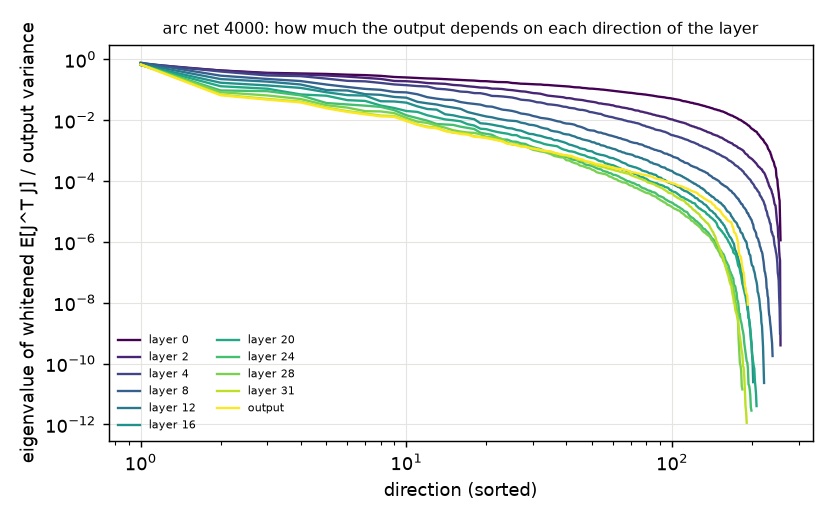 arc net 4000: how much the output depends on each direction of the layer
eigenvalue of whitened E[J^T J] / output variance
10^0
10^-2
10^-4
10^-6
10^-8
10^-10
10^-12
layer 0
layer 2
layer 4
layer 8
layer 12
layer 16
layer 20
layer 24
layer 28
layer 31
output
10^0
10^1
10^2
direction (sorted)